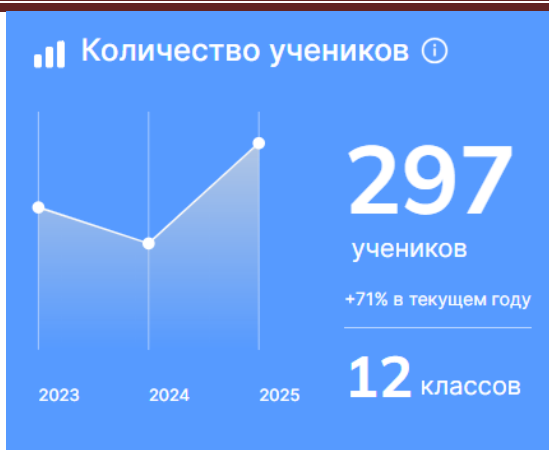 Количество учеников
297
учеников
+71% в текущем году
12 классов
2023 2024 2025